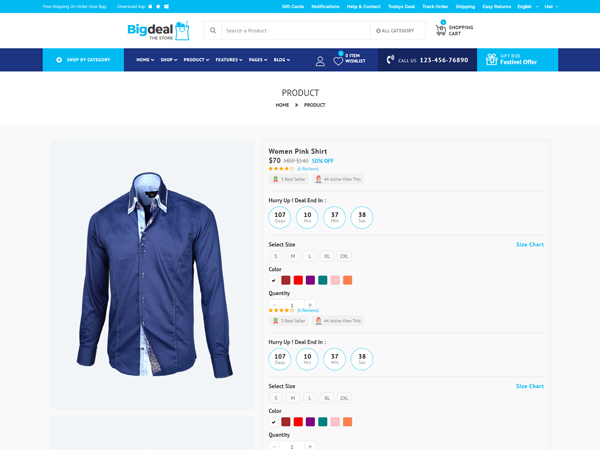 Free Shipping On Order Over $99
Download App
Gift Cards
Notifications
Help & Contact
Todays Deal
Track Order
Shipping
Easy Returns
English
Usd
Bigdeal
THE STORE
Search a Product
ALL CATEGORY
0
SHOPPING
CART
SHOP BY CATEGORY
HOME
SHOP
PRODUCT
FEATURES
PAGES
BLOG
0 ITEM
WISHLIST
CALL US 123-456-76890
GIFT BOX
Festivel Offer
PRODUCT
HOME » PRODUCT
Women Pink Shirt
$70 MRP $140 50% OFF
(6 Reviews)
5 Best Seller
44 Active View This
Hurry Up ! Deal End In :
107 10 37 38
Days Hrs Min Sec
Select Size
Size Chart
S M L XL 2XL
Color
Quantity
1
(6 Reviews)
5 Best Seller
44 Active View This
Hurry Up ! Deal End In :
107 10 37 38
Days Hrs Min Sec
Select Size
Size Chart
S M L XL 2XL
Color
Quantity
1